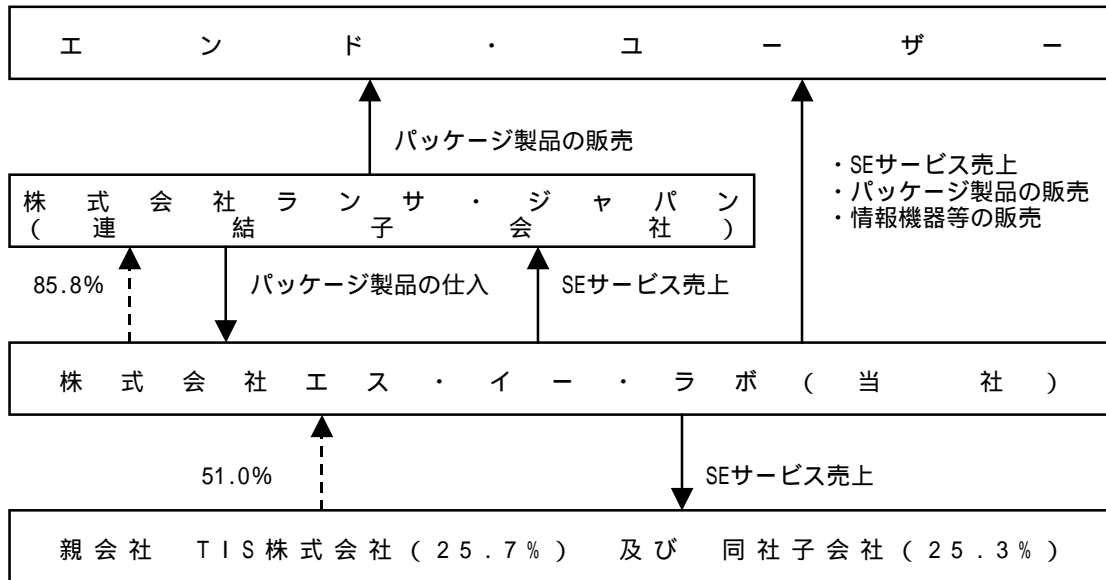 エンド・ユーザー
パッケージ製品の販売
・SEサービス売上
・パッケージ製品の販売
・情報機器等の販売
株式会社ランサ・ジャパン
(連結子会社)
85.8%
パッケージ製品の仕入
SEサービス売上
株式会社エス・イー・ラボ(当社)
51.0%
SEサービス売上
親会社 TIS株式会社(25.7%) 及び 同社子会社(25.3%)